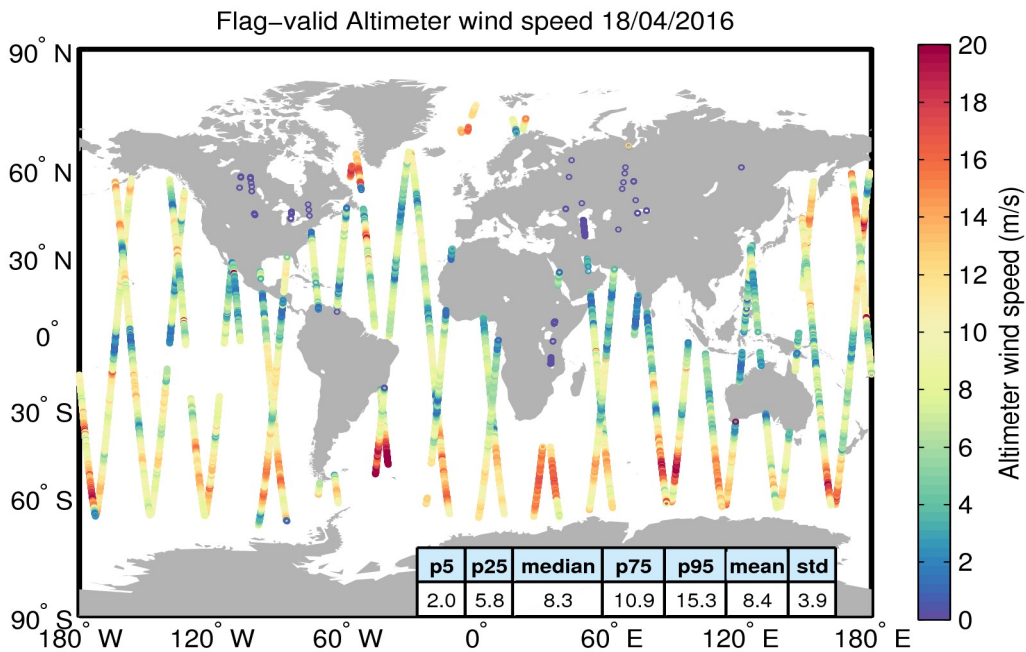 Flag−valid Altimeter wind speed 18/04/2016
90° N
60° N
30° N
0°
30° S
60° S
90° S
180° W
120° W
60° W
0°
60° E
120° E
180° E
p5 p25 median p75 p95 mean std
2.0 5.8 8.3 10.9 15.3 8.4 3.9
20
18
16
14
12
10
8
6
4
2
0
Altimeter wind speed (m/s)